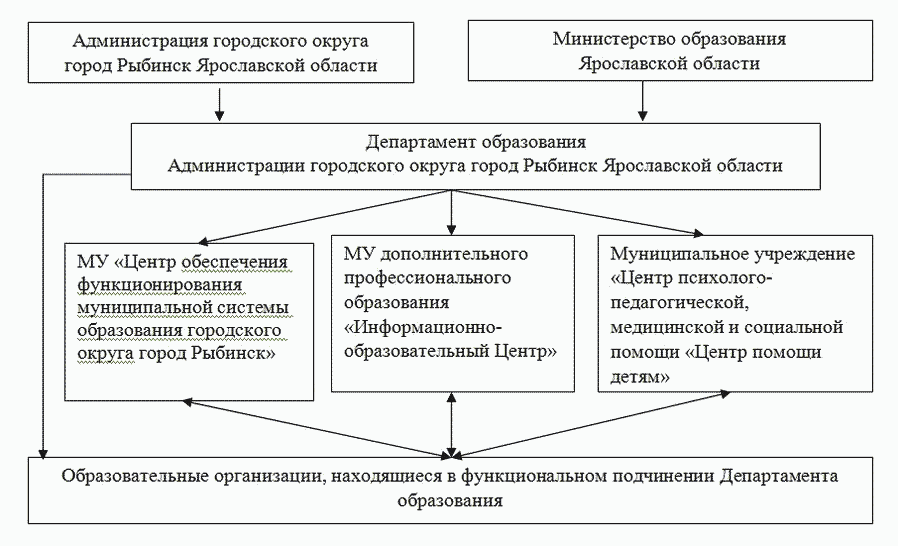 Администрация городского округа
город Рыбинск Ярославской области
Министерство образования
Ярославской области
Департамент образования
Администрации городского округа город Рыбинск Ярославской области
МУ «Центр обеспечения
функционирования
муниципальной системы
образования городского
округа город Рыбинск»
МУ дополнительного
профессионального
образования
«Информационно-
образовательный Центр»
Муниципальное учреждение
«Центр психолого-
педагогической,
медицинской и социальной
помощи «Центр помощи
детям»
Образовательные организации, находящиеся в функциональном подчинении Департамента
образования